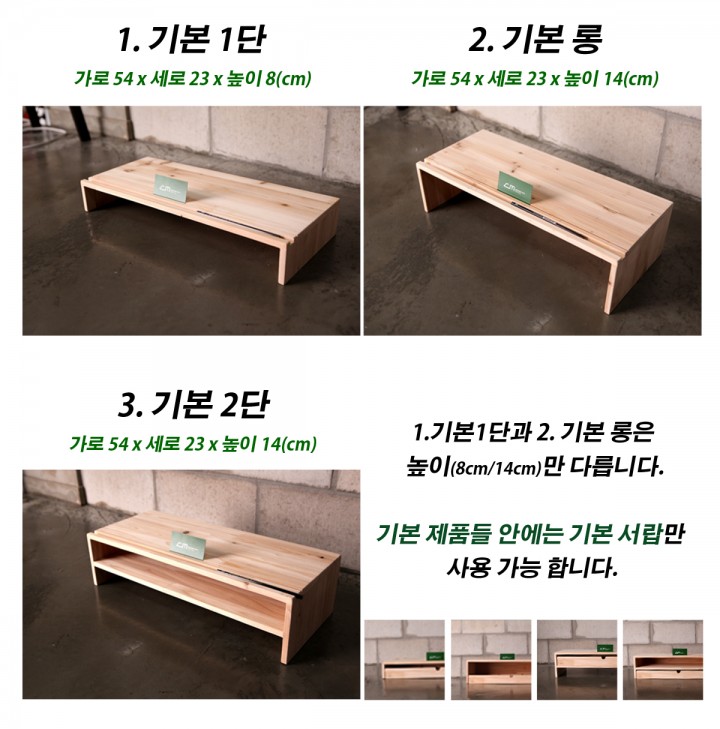 1. 기본 1단
가로 54 x 세로 23 x 높이 8(cm)
2. 기본 롱
가로 54 x 세로 23 x 높이 14(cm)
3. 기본 2단
가로 54 x 세로 23 x 높이 14(cm)
1.기본1단과 2. 기본 롱은
높이(8cm/14cm)만 다릅니다.
기본 제품들 안에는 기본 서랍만
사용 가능 합니다.